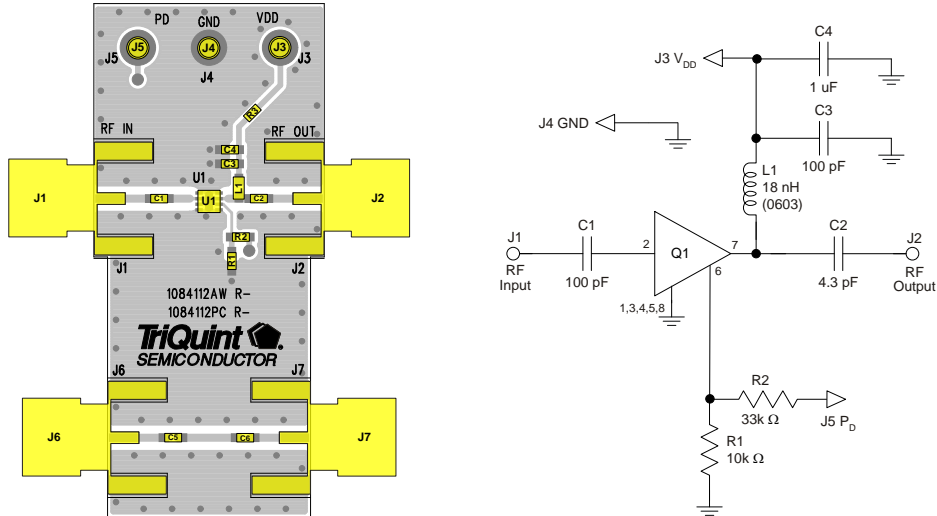 PD
GND
VDD
J5
J4
J3
J5
J4
J3
R3
RF IN
RF OUT
C4
C3
U1
L1
J1
C1
U1
C2
J2
R2
R1
J1
J2
1084112AW R-
1084112PC R-
TriQuint
SEMICONDUCTOR
J6
J7
J6
C5
C6
J7
C4
J3 VDD
1 uF
C3
J4 GND
100 pF
L1
18 nH
(0603)
J1
C1
2
Q1
7
C2
J2
RF
Input
100 pF
6
4.3 pF
RF
Output
1,3,4,5,8
R2
33k Ω
J5 PD
R1
10k Ω